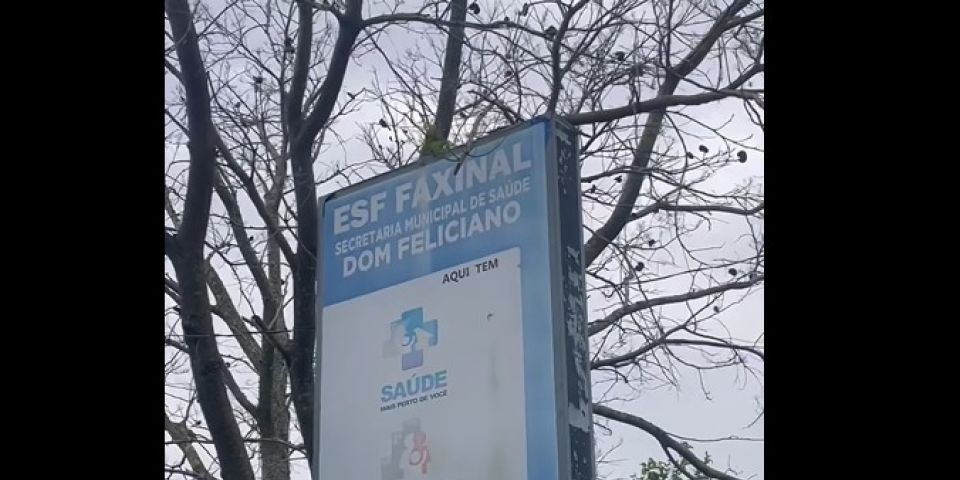 ESF FAXINAL
SECRETARIA MUNICIPAL DE SAÚDE
DOM FELICIANO
AQUI TEM
SAÚDE
MAIS PERTO DE VOCÊ